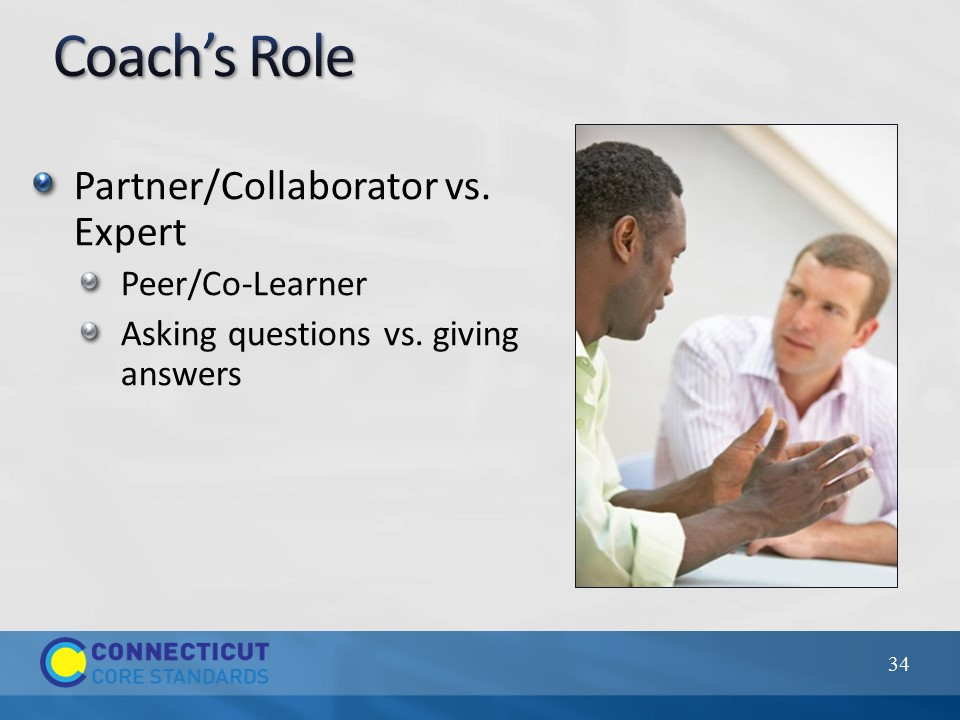 Coach’s Role
Partner/Collaborator vs.
Expert
Peer/Co-Learner
Asking questions vs. giving
answers
CONNECTICUT
CORE STANDARDS
34